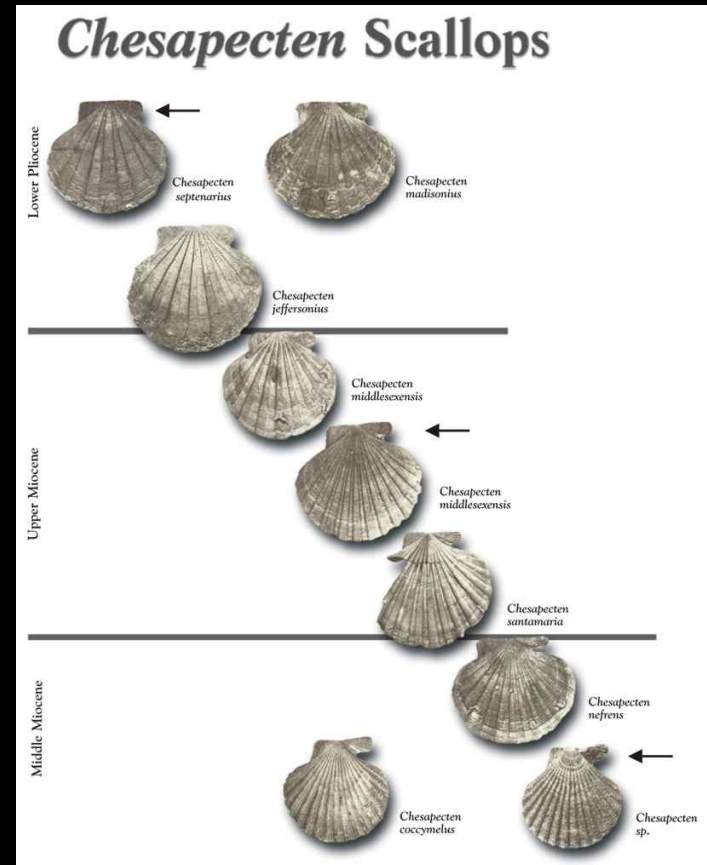 Chesapecten Scallops
Lower Pliocene
Chesapecten
septenarius
Chesapecten
madisonius
Chesapecten
jeffersonius
Upper Miocene
Chesapecten
middlesexensis
Chesapecten
middlesexensis
Chesapecten
santamaria
Middle Miocene
Chesapecten
nefrens
Chesapecten
coccymelus
Chesapecten
sp.